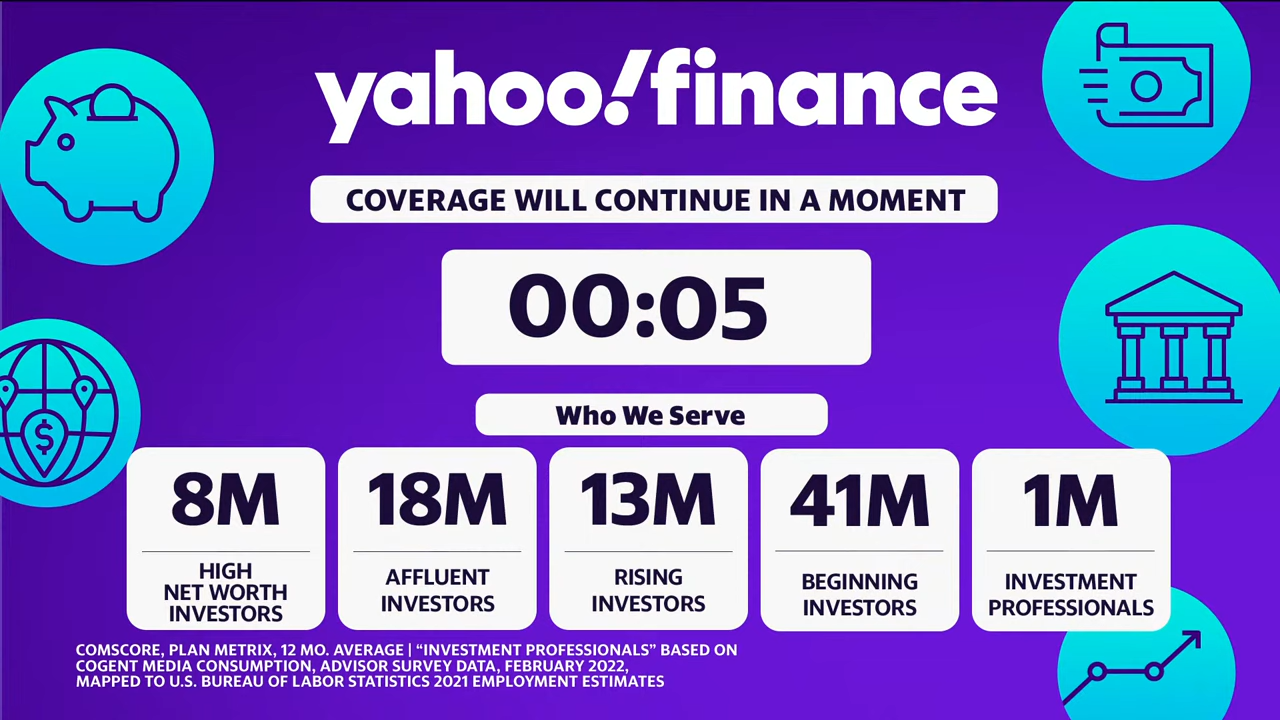 yahoo!finance
COVERAGE WILL CONTINUE IN A MOMENT
00:05
Who We Serve
8M
HIGH
NET WORTH
INVESTORS
18M
AFFLUENT
INVESTORS
13M
RISING
INVESTORS
41M
BEGINNING
INVESTORS
1M
INVESTMENT
PROFESSIONALS
COMSCORE, PLAN METRIX, 12 MO. AVERAGE | “INVESTMENT PROFESSIONALS” BASED ON
COGENT MEDIA CONSUMPTION, ADVISOR SURVEY DATA, FEBRUARY 2022,
MAPPED TO U.S. BUREAU OF LABOR STATISTICS 2021 EMPLOYMENT ESTIMATES
$